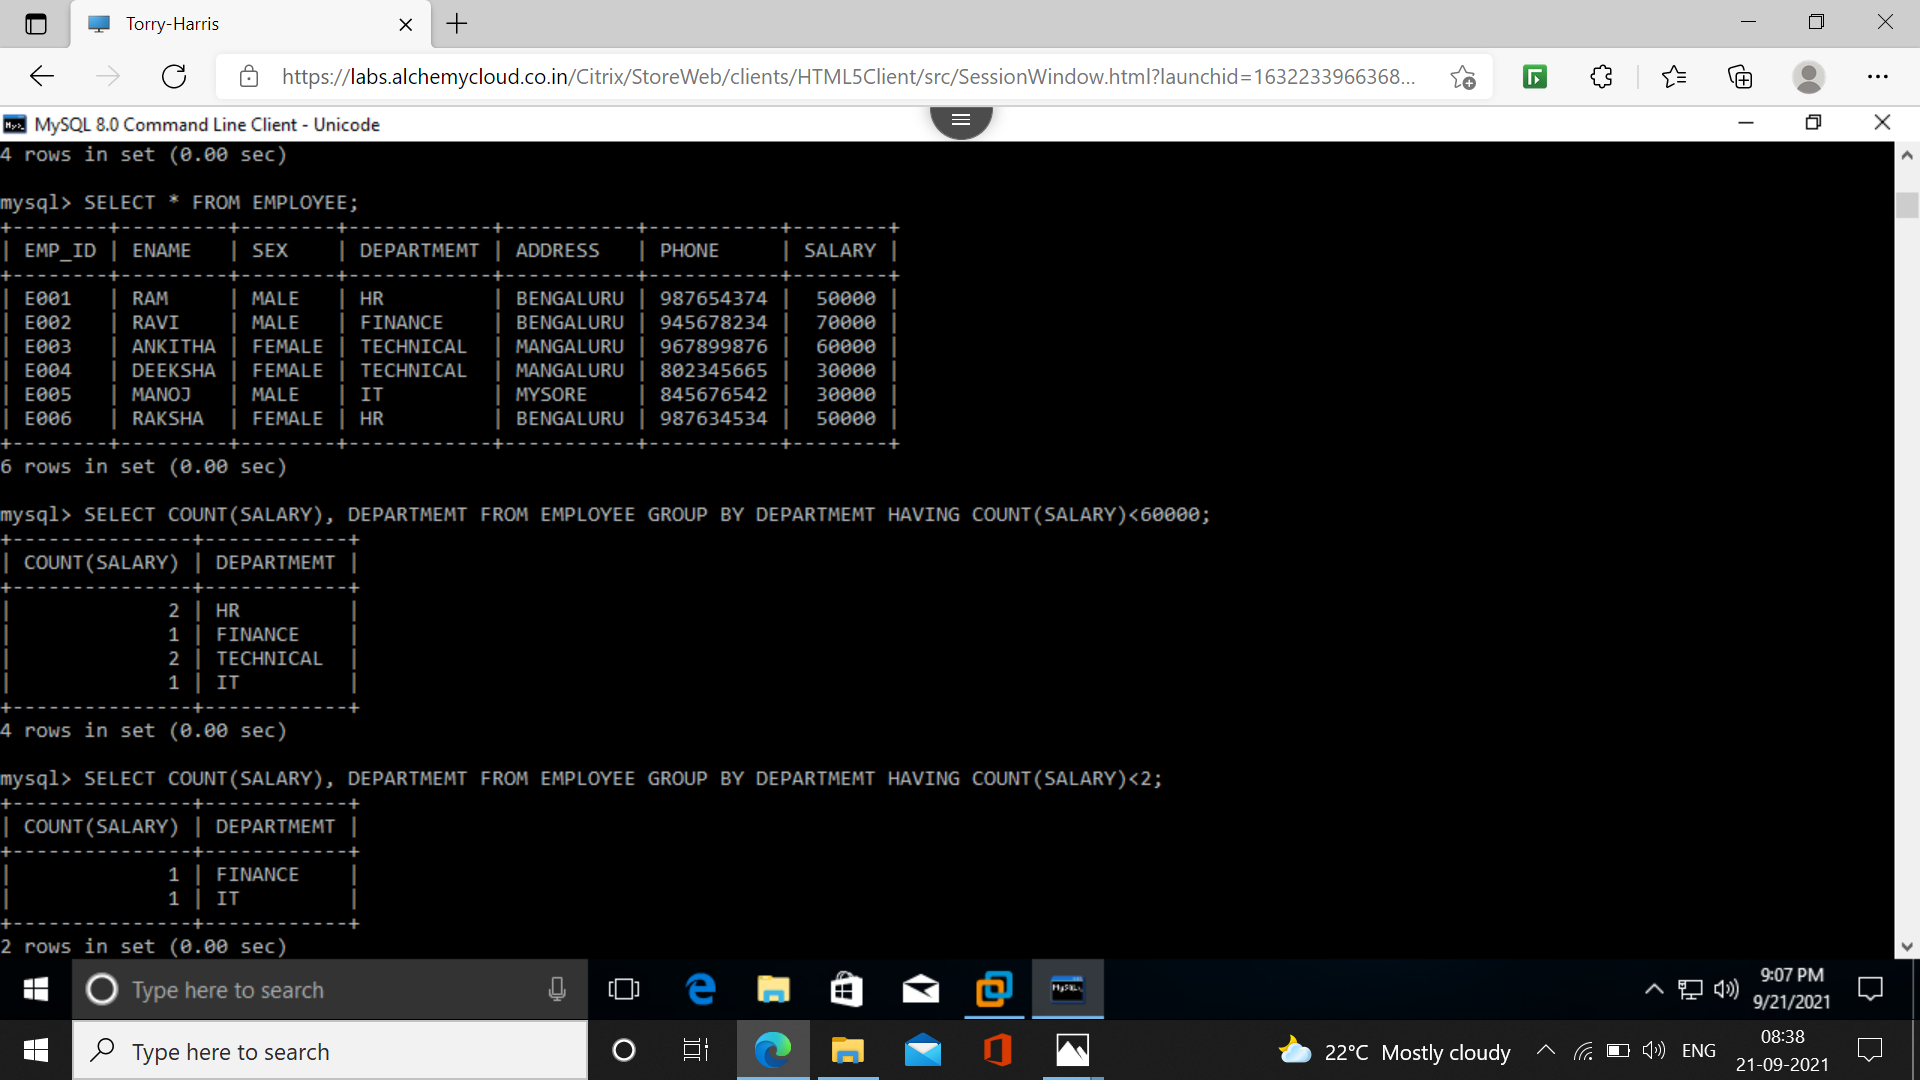 Torry-Harris
https://labs.alchemycloud.co.in/Citrix/StoreWeb/clients/HTML5Client/src/SessionWindow.html?launchid=1632233966368...
MySQL 8.0 Command Line Client - Unicode
4 rows in set (0.00 sec)
mysql> SELECT * FROM EMPLOYEE;
+--------+---------+--------+------------+-----------+-----------+--------+
| EMP_ID | ENAME   | SEX    | DEPARTMEMT | ADDRESS   | PHONE     | SALARY |
+--------+---------+--------+------------+-----------+-----------+--------+
| E001   | RAM     | MALE   | HR         | BENGALURU | 987654374 |  50000 |
| E002   | RAVI    | MALE   | FINANCE    | BENGALURU | 945678234 |  70000 |
| E003   | ANKITHA | FEMALE | TECHNICAL  | MANGALURU | 967899876 |  60000 |
| E004   | DEEKSHA | FEMALE | TECHNICAL  | MANGALURU | 802345665 |  30000 |
| E005   | MANOJ   | MALE   | IT         | MYSORE    | 845676542 |  30000 |
| E006   | RAKSHA  | FEMALE | HR         | BENGALURU | 987634534 |  50000 |
+--------+---------+--------+------------+-----------+-----------+--------+
6 rows in set (0.00 sec)
mysql> SELECT COUNT(SALARY), DEPARTMEMT FROM EMPLOYEE GROUP BY DEPARTMEMT HAVING COUNT(SALARY)<60000;
+---------------+------------+
| COUNT(SALARY) | DEPARTMEMT |
+---------------+------------+
|             2 | HR         |
|             1 | FINANCE    |
|             2 | TECHNICAL  |
|             1 | IT         |
+---------------+------------+
4 rows in set (0.00 sec)
mysql> SELECT COUNT(SALARY), DEPARTMEMT FROM EMPLOYEE GROUP BY DEPARTMEMT HAVING COUNT(SALARY)<2;
+---------------+------------+
| COUNT(SALARY) | DEPARTMEMT |
+---------------+------------+
|             1 | FINANCE    |
|             1 | IT         |
+---------------+------------+
2 rows in set (0.00 sec)
Type here to search
9:07 PM
9/21/2021
Type here to search
22°C Mostly cloudy
ENG
08:38
21-09-2021